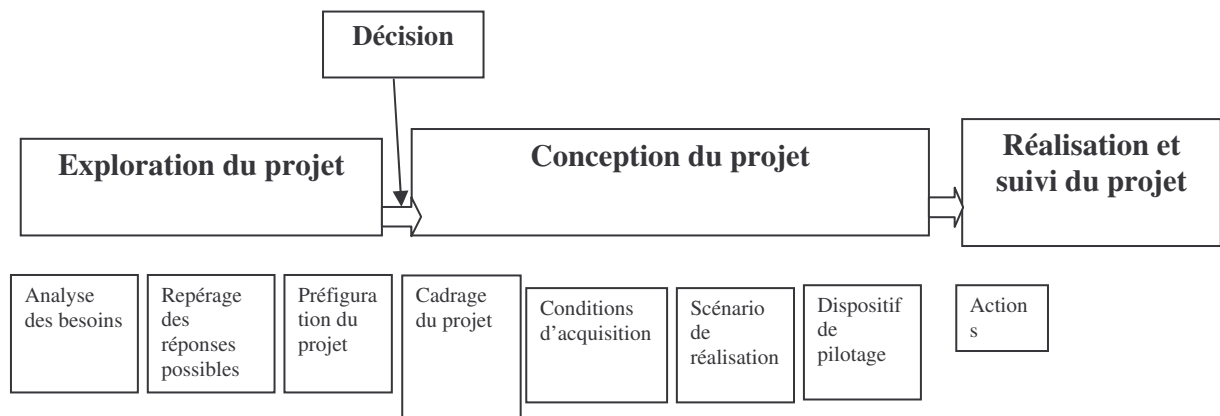 Décision
Exploration du projet
Conception du projet
Réalisation et
suivi du projet
Analyse
des besoins
Repérage
des
réponses
possibles
Préfigura
tion du
projet
Cadrage
du projet
Conditions
d’acquisition
Scénario
de
réalisation
Dispositif
de
pilotage
Action
s